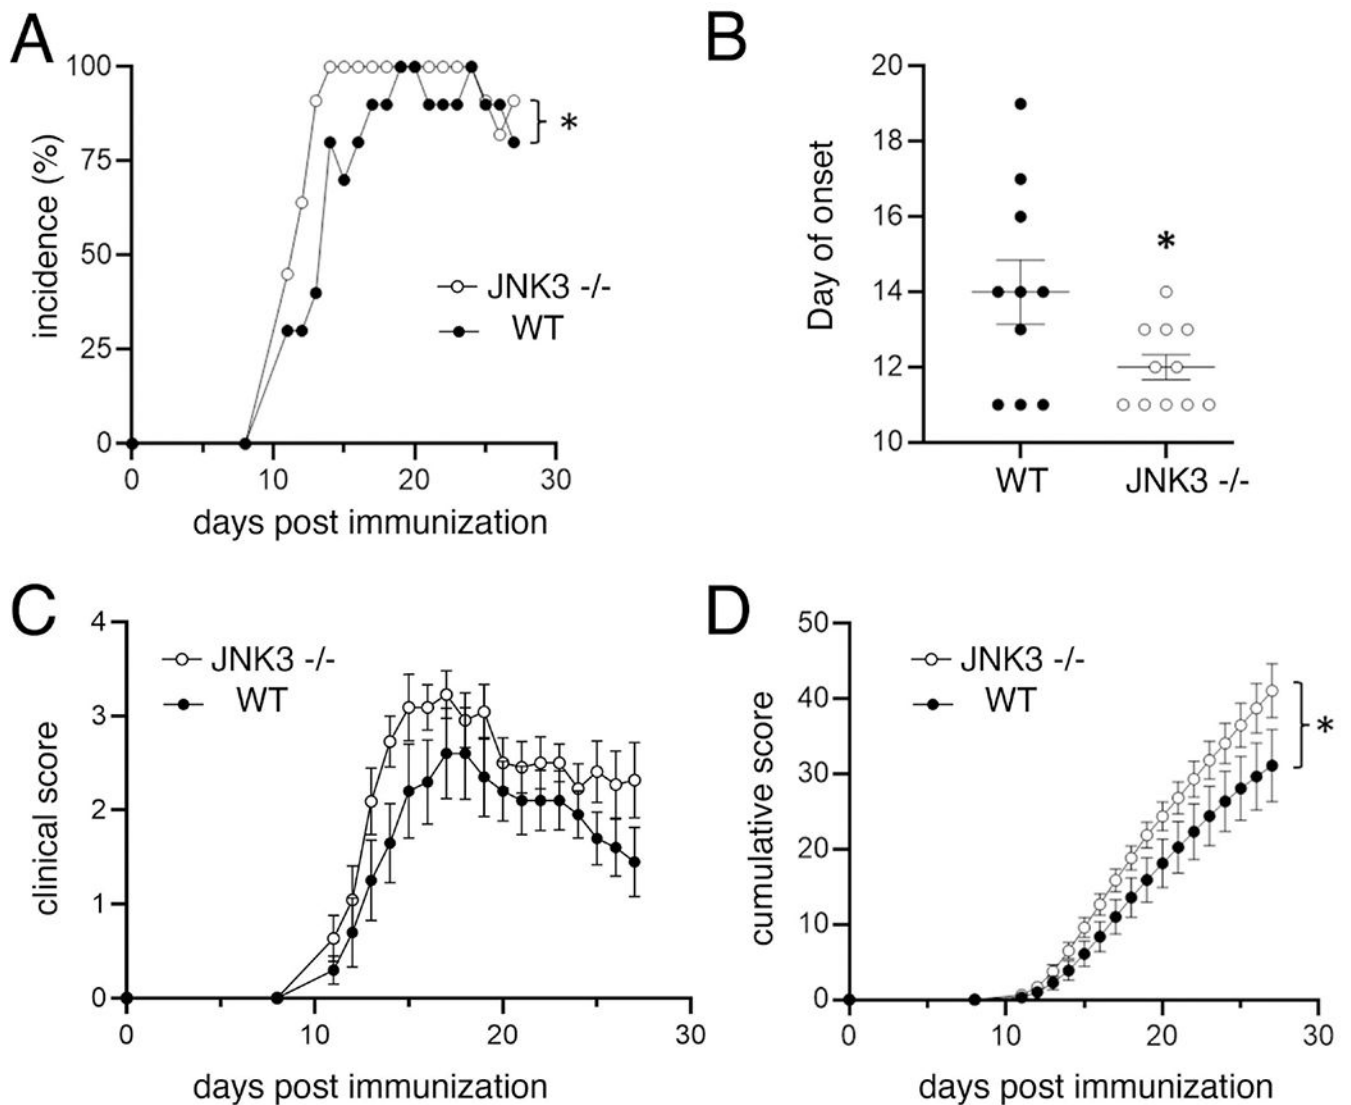 A
100
75
50
25
0
0
10
20
30
incidence (%)
days post immunization
JNK3 -/-
WT
*
B
20
18
16
14
12
10
Day of onset
*
WT
JNK3 -/-
C
4
3
2
1
0
0
10
20
30
clinical score
days post immunization
JNK3 -/-
WT
D
50
40
30
20
10
0
0
10
20
30
cumulative score
days post immunization
JNK3 -/-
WT
*